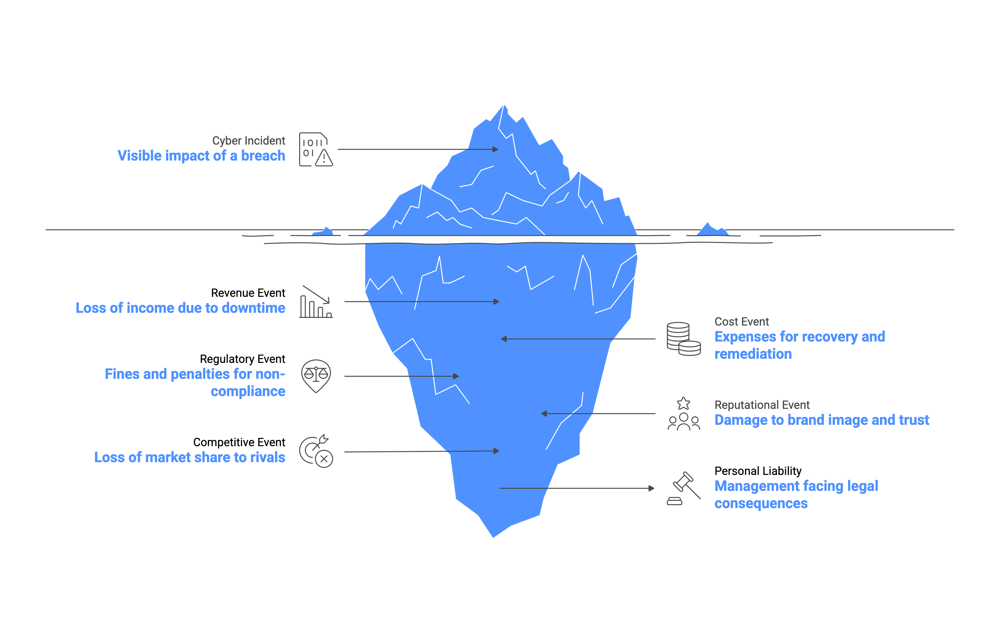 Cyber Incident
Visible impact of a breach
Revenue Event
Loss of income due to downtime
Cost Event
Expenses for recovery and
remediation
Regulatory Event
Fines and penalties for non-
compliance
Reputational Event
Damage to brand image and trust
Competitive Event
Loss of market share to rivals
Personal Liability
Management facing legal
consequences